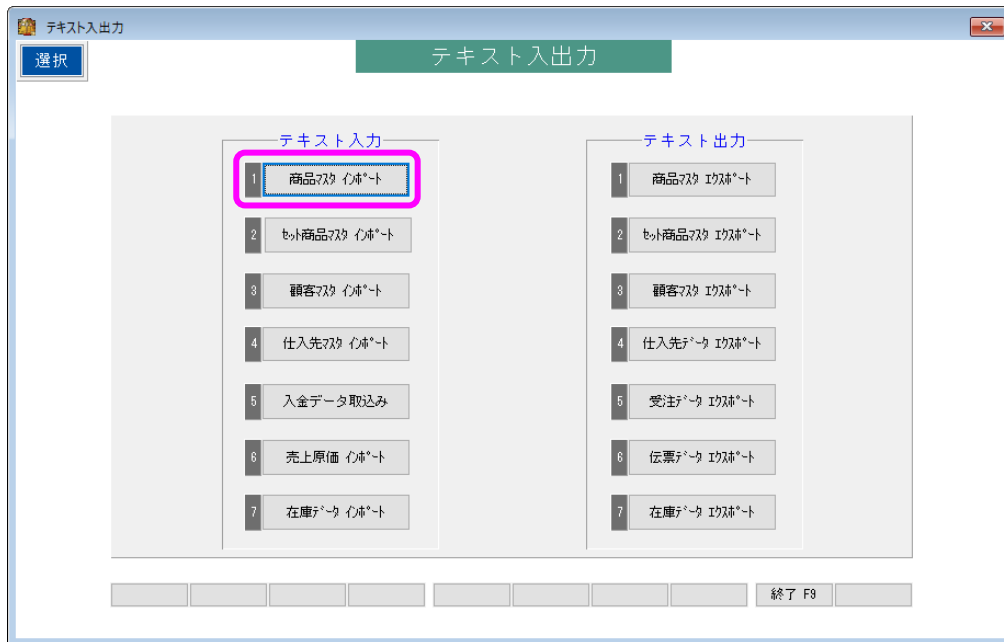 テキスト入出力
選択
テキスト入出力
テキスト入力
1 商品ﾏｽﾀ ｲﾝﾎﾟｰﾄ
2 ｾｯﾄ商品ﾏｽﾀ ｲﾝﾎﾟｰﾄ
3 顧客ﾏｽﾀ ｲﾝﾎﾟｰﾄ
4 仕入先ﾏｽﾀ ｲﾝﾎﾟｰﾄ
5 入金データ取込み
6 売上原価 ｲﾝﾎﾟｰﾄ
7 在庫ﾃﾞｰﾀ ｲﾝﾎﾟｰﾄ
テキスト出力
1 商品ﾏｽﾀ ｴｸｽﾎﾟｰﾄ
2 ｾｯﾄ商品ﾏｽﾀ ｴｸｽﾎﾟｰﾄ
3 顧客ﾏｽﾀ ｴｸｽﾎﾟｰﾄ
4 仕入先ﾃﾞｰﾀ ｴｸｽﾎﾟｰﾄ
5 受注ﾃﾞｰﾀ ｴｸｽﾎﾟｰﾄ
6 伝票ﾃﾞｰﾀ ｴｸｽﾎﾟｰﾄ
7 在庫ﾃﾞｰﾀ ｴｸｽﾎﾟｰﾄ
終了 F9